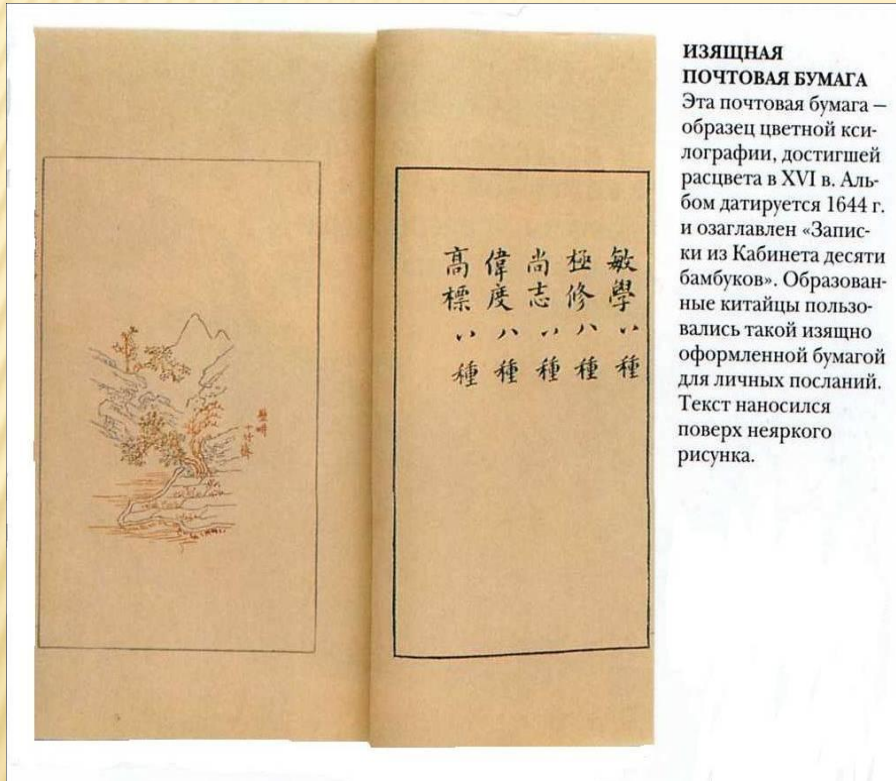 敏學八種
極修八種
尚志八種
偉度八種
高標八種
ИЗЯЩНАЯ
ПОЧТОВАЯ БУМАГА
Эта почтовая бумага –
образец цветной кси-
лографии, достигшей
расцвета в XVI в. Аль-
бом датируется 1644 г.
и озаглавлен «Запис-
ки из Кабинета десяти
бамбуков». Образован-
ные китайцы пользо-
вались такой изящно
оформленной бумагой
для личных посланий.
Текст наносился
поверх неяркого
рисунка.